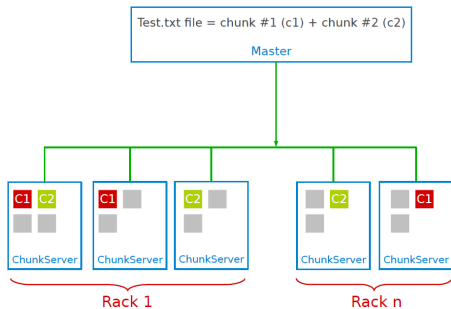 Test.txt file = chunk #1 (c1) + chunk #2 (c2)
Master
C1 C2 C1 C2 C2 C1
ChunkServer ChunkServer ChunkServer ChunkServer ChunkServer
Rack 1 Rack n